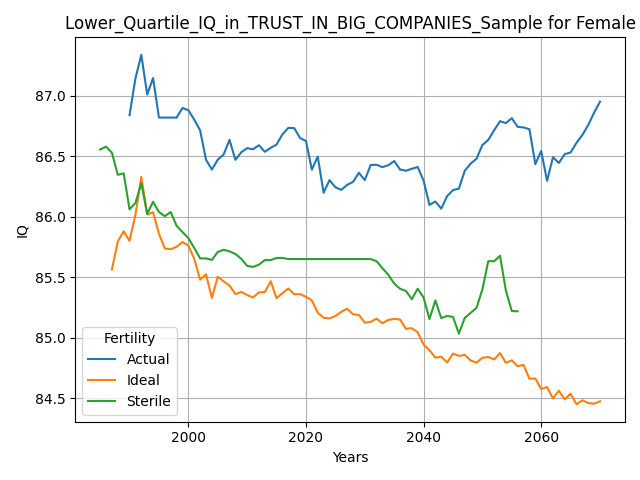 Lower_Quartile_IQ_in_TRUST_IN_BIG_COMPANIES_Sample for Female
87.0
86.5
86.0
85.5
85.0
84.5
IQ
Fertility
Actual
Ideal
Sterile
2000
2020
2040
2060
Years